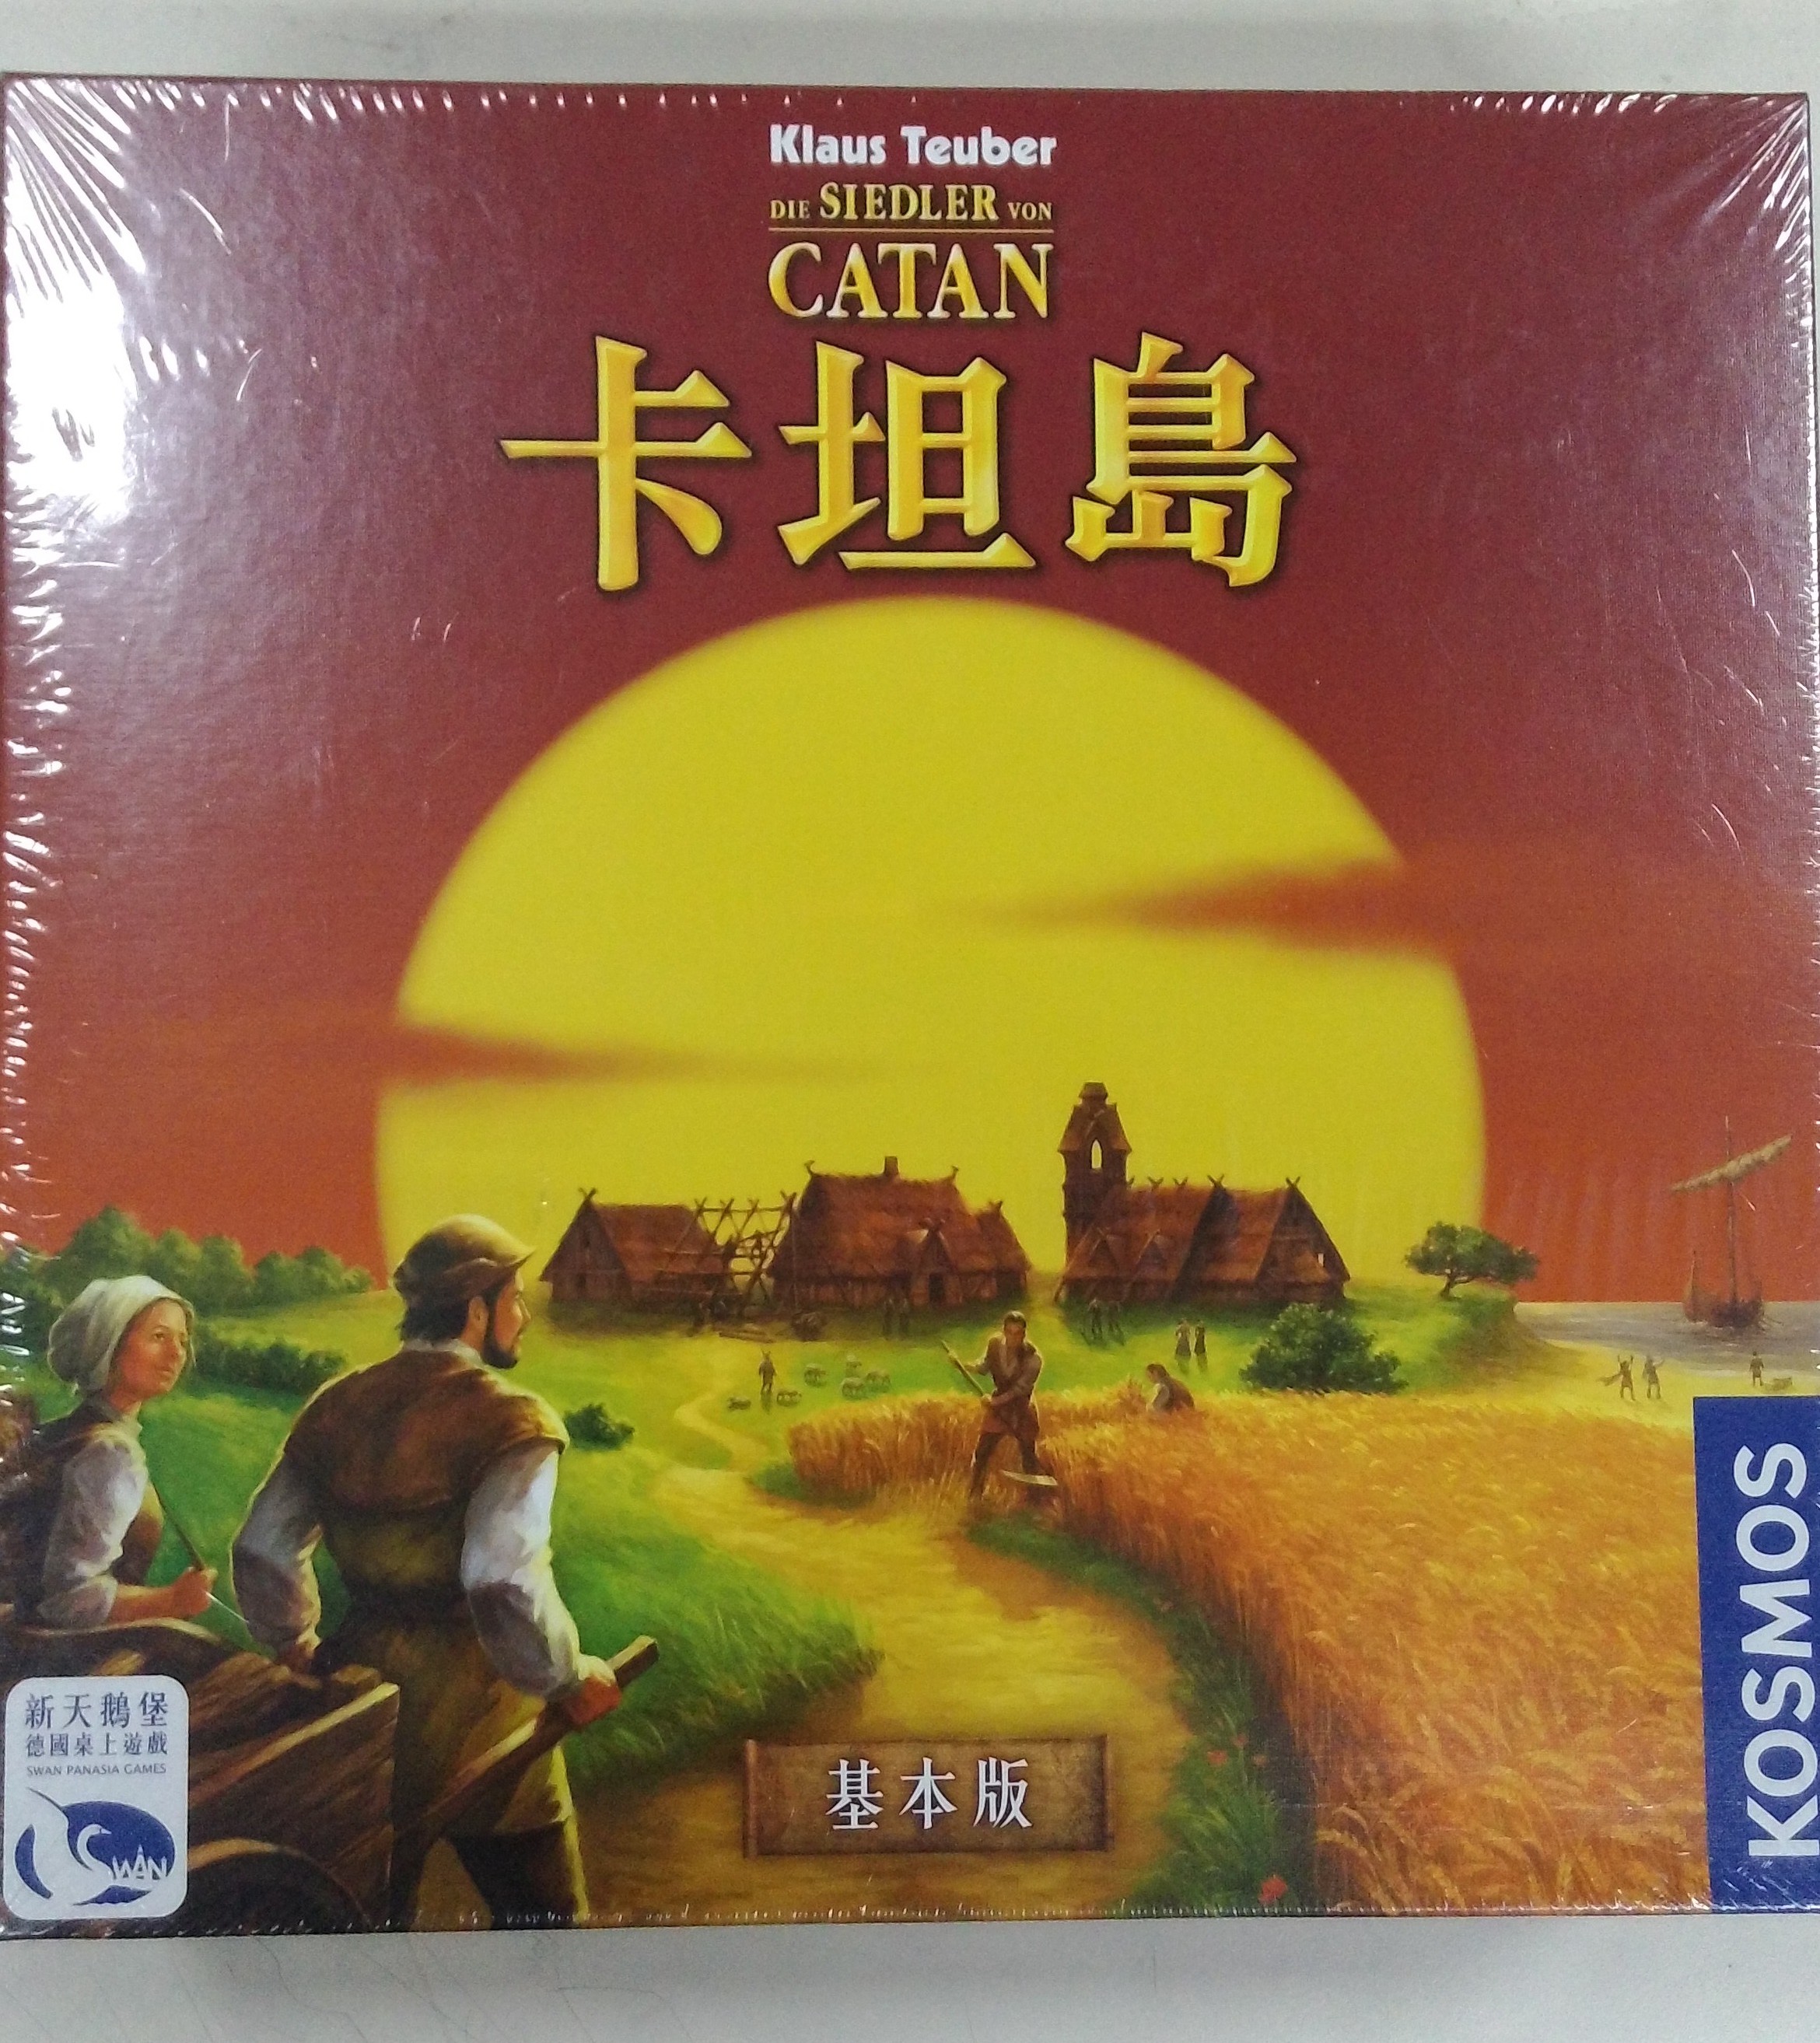 Klaus Teuber
DIE SIEDLER VON
CATAN
卡坦島
基本版
新天鵝堡
德國桌上遊戲
SWAN PANASIA GAMES
SWAN
KOSMOS